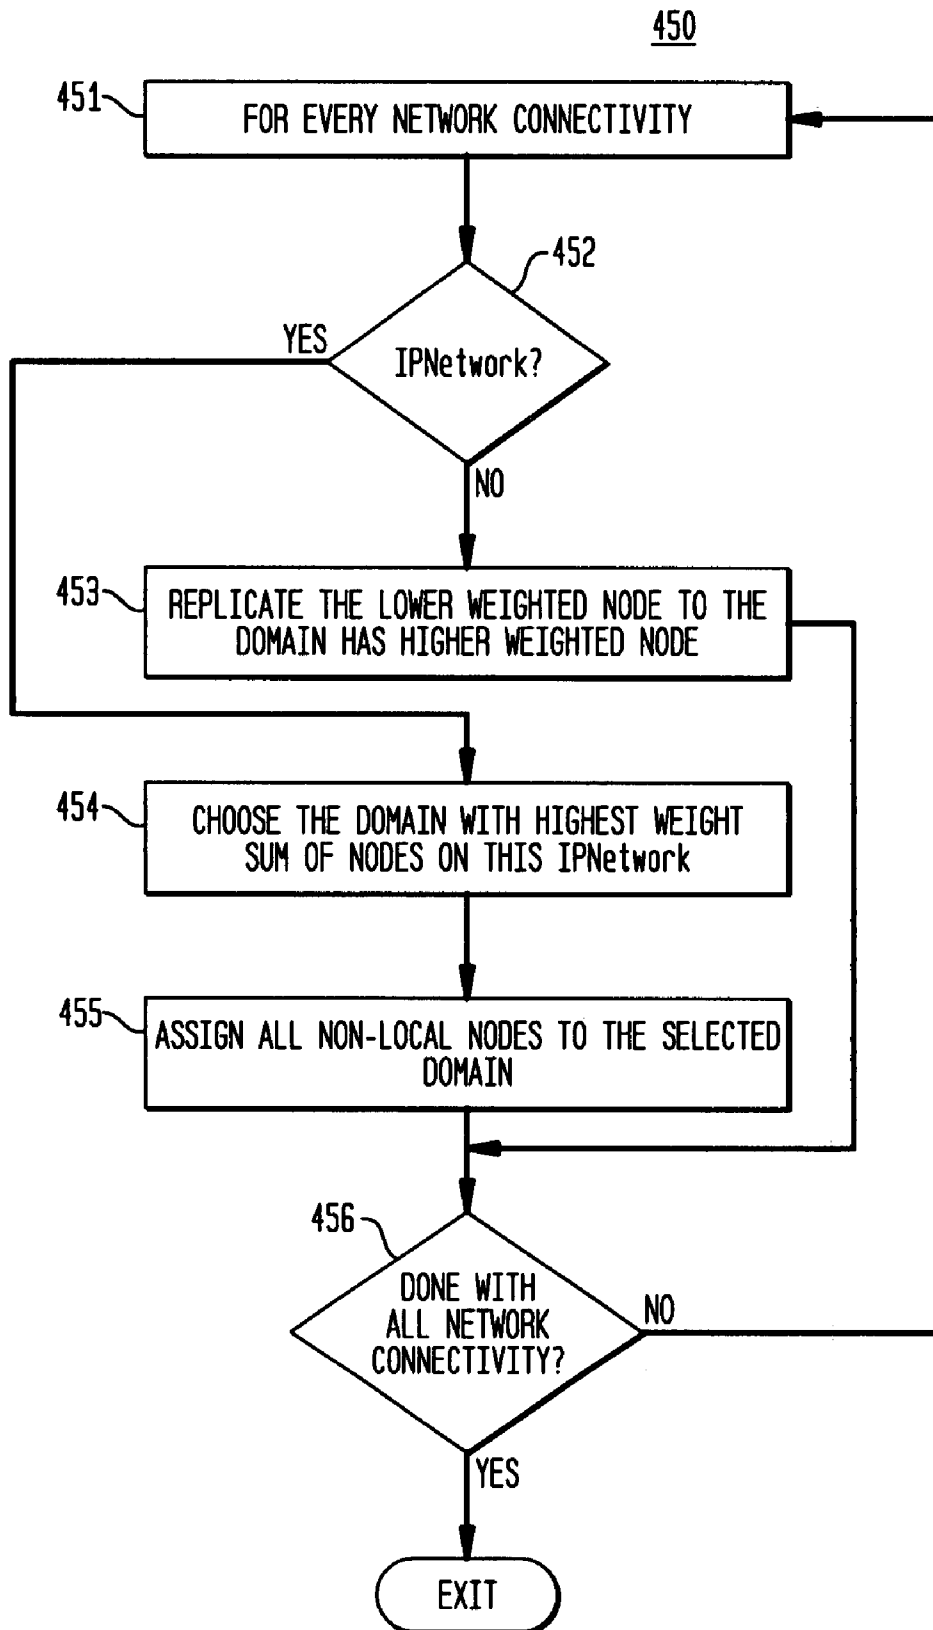 450
451
FOR EVERY NETWORK CONNECTIVITY
452
YES
IPNetwork?
NO
453
REPLICATE THE LOWER WEIGHTED NODE TO THE
DOMAIN HAS HIGHER WEIGHTED NODE
454
CHOOSE THE DOMAIN WITH HIGHEST WEIGHT
SUM OF NODES ON THIS IPNetwork
455
ASSIGN ALL NON-LOCAL NODES TO THE SELECTED
DOMAIN
456
DONE WITH
ALL NETWORK
CONNECTIVITY?
NO
YES
EXIT